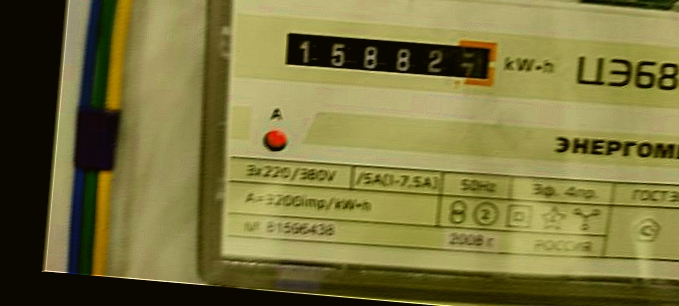 158827 kW-h ЦЭ68
A
ЭНЕРГОМ
3x220/380V /5A(1-7,5A) 50Hz 3ф. 4пр. ГОСТ
A=3200imp/kW-h
№ 81596438 2008 г. РОССИЯ